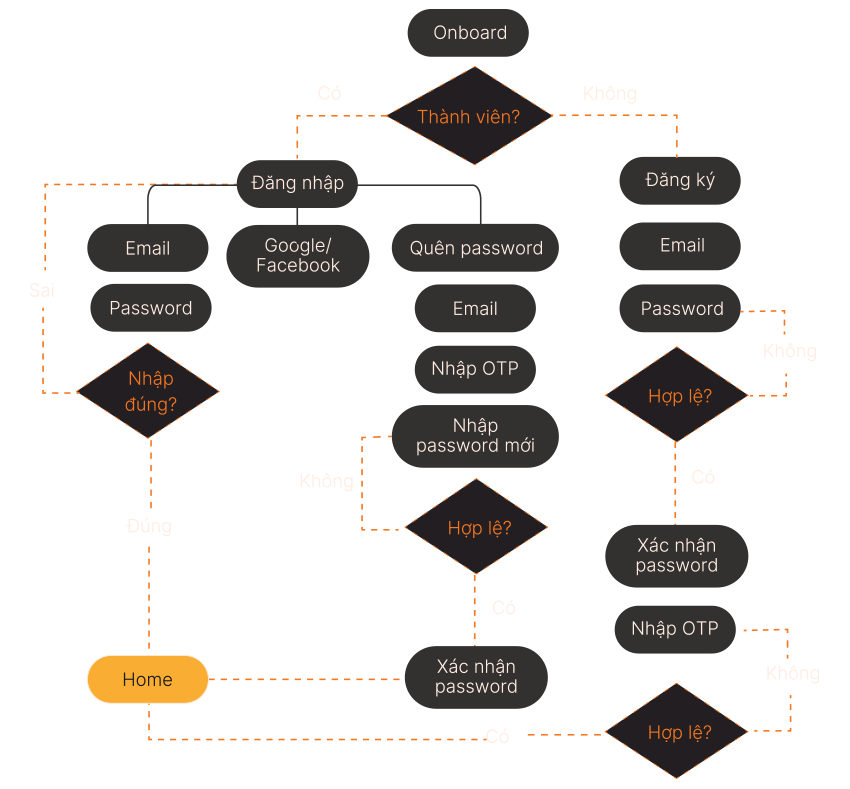 Onboard
Có
Không
Thành viên?
Đăng nhập
Đăng ký
Email
Google/
Facebook
Quên password
Email
Sai
Password
Email
Password
Không
Nhập
đúng?
Nhập OTP
Hợp lệ?
Nhập
password mới
Không
Có
Đúng
Hợp lệ?
Xác nhận
password
Có
Nhập OTP
Home
Xác nhận
password
Không
Có
Hợp lệ?